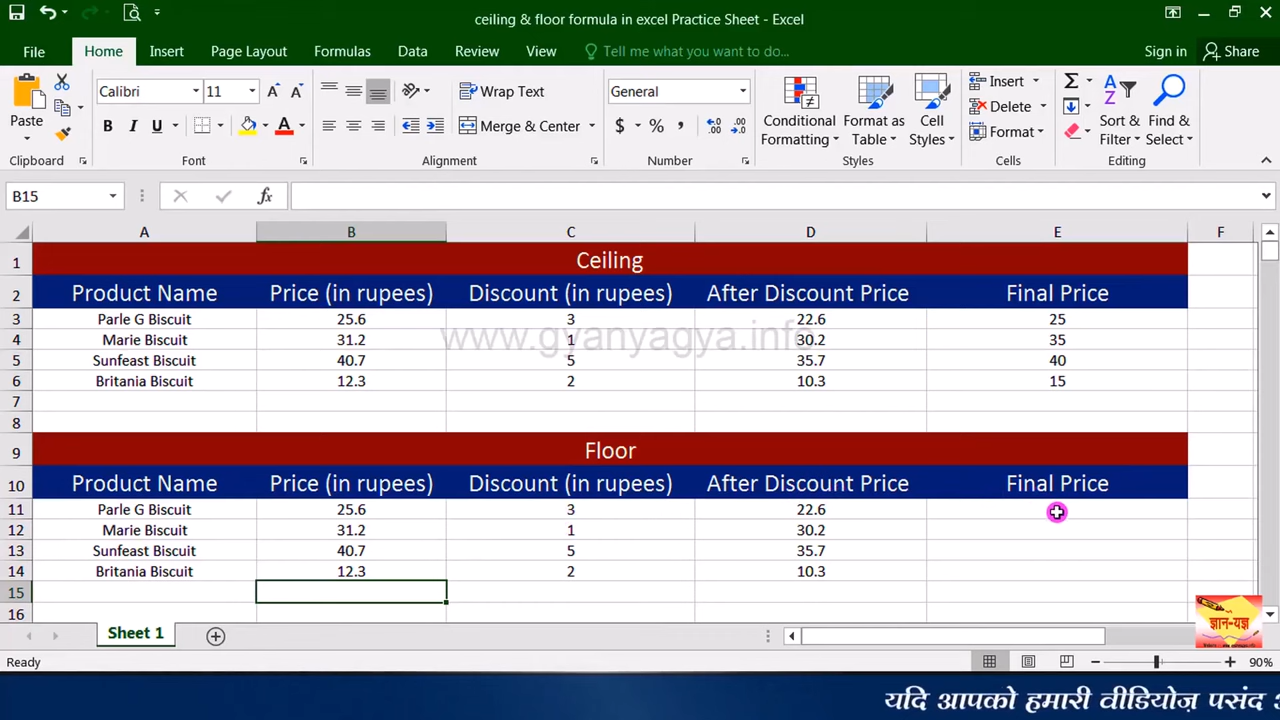 ceiling & floor formula in excel Practice Sheet - Excel
File Home Insert Page Layout Formulas Data Review View Tell me what you want to do... Sign in Share
Paste
Calibri 11
B I U A
Wrap Text
Merge & Center
General
$ %
Conditional Formatting
Format as Table
Cell Styles
Insert
Delete
Format
Sort & Filter
Find & Select
Clipboard Font Alignment Number Styles Cells Editing
B15 fx
A B C D E F
1 Ceiling
2 Product Name Price (in rupees) Discount (in rupees) After Discount Price Final Price
3 Parle G Biscuit 25.6 3 22.6 25
www.gyanyagya.info
4 Marie Biscuit 31.2 1 30.2 35
5 Sunfeast Biscuit 40.7 5 35.7 40
6 Britania Biscuit 12.3 2 10.3 15
7
8
9 Floor
10 Product Name Price (in rupees) Discount (in rupees) After Discount Price Final Price
11 Parle G Biscuit 25.6 3 22.6
12 Marie Biscuit 31.2 1 30.2
13 Sunfeast Biscuit 40.7 5 35.7
14 Britania Biscuit 12.3 2 10.3
15
16
ज्ञान-यज्ञ
Sheet 1
Ready 90%
यदि आपको हमारी वीडियोज़ पसंद